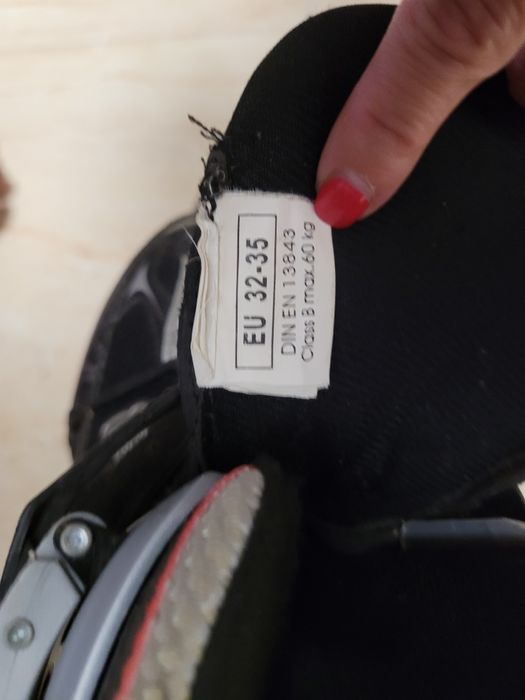 EU 32-35
DIN EN 13843
Class B max. 60 kg